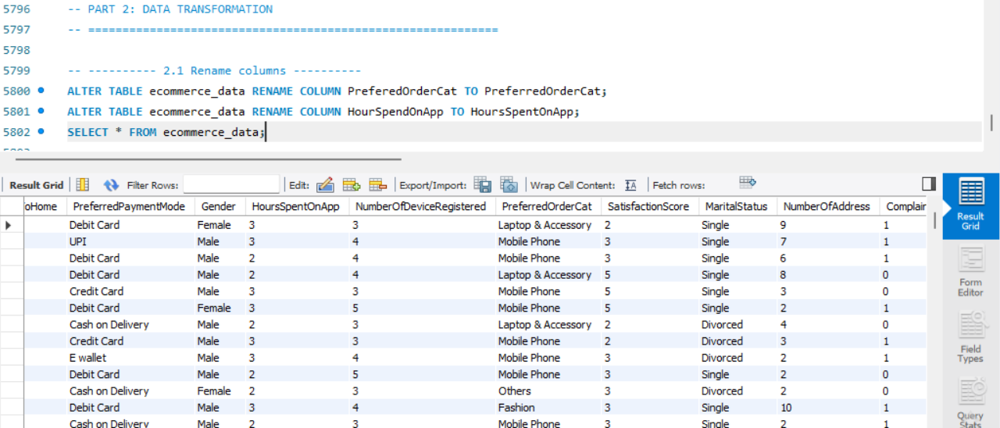 5796 -- PART 2: DATA TRANSFORMATION
5797 -- ============================================================
5798
5799 -- ---------- 2.1 Rename columns ----------
5800 ALTER TABLE ecommerce_data RENAME COLUMN PreferedOrderCat TO PreferredOrderCat;
5801 ALTER TABLE ecommerce_data RENAME COLUMN HourSpendOnApp TO HoursSpentOnApp;
5802 SELECT * FROM ecommerce_data;
Result Grid Filter Rows: Edit: Export/Import: Wrap Cell Content: IA Fetch rows:
oHome PreferredPaymentMode Gender HoursSpentOnApp NumberOfDeviceRegistered PreferredOrderCat SatisfactionScore MaritalStatus NumberOfAddress Complain
Debit Card Female 3 3 Laptop & Accessory 2 Single 9 1
UPI Male 3 4 Mobile Phone 3 Single 7 1
Debit Card Male 2 4 Mobile Phone 3 Single 6 1
Debit Card Male 2 4 Laptop & Accessory 5 Single 8 0
Credit Card Male 3 3 Mobile Phone 5 Single 3 0
Debit Card Female 3 5 Mobile Phone 5 Single 2 1
Cash on Delivery Male 2 3 Laptop & Accessory 2 Divorced 4 0
Credit Card Male 3 3 Mobile Phone 2 Divorced 3 1
E wallet Male 3 4 Mobile Phone 3 Divorced 2 1
Debit Card Male 2 5 Mobile Phone 3 Single 2 0
Cash on Delivery Female 2 3 Others 3 Divorced 2 0
Debit Card Male 3 4 Fashion 3 Single 10 1
Cash on Delivery Male 2 3 Mobile Phone 3 Single 2 1
Result
Grid
Form
Editor
Field
Types
Query
Stats